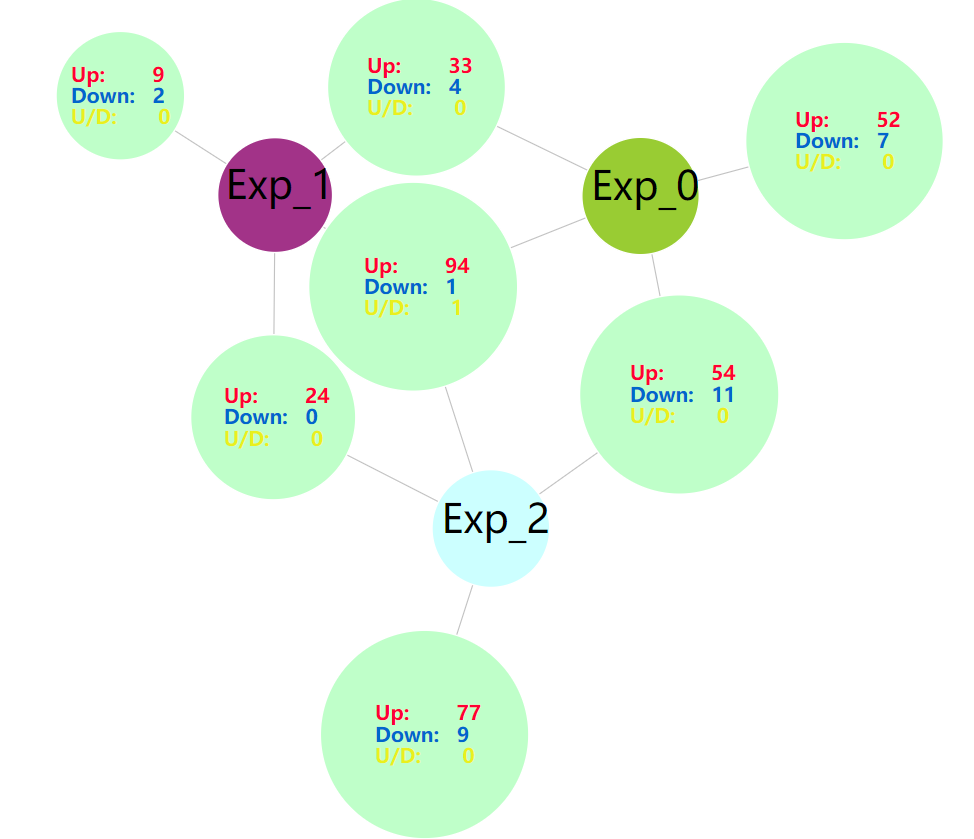 Up: 9
Down: 2
U/D: 0
Up: 33
Down: 4
U/D: 0
Up: 52
Down: 7
U/D: 0
Exp_1
Exp_0
Up: 94
Down: 1
U/D: 1
Up: 24
Down: 0
U/D: 0
Up: 54
Down: 11
U/D: 0
Exp_2
Up: 77
Down: 9
U/D: 0